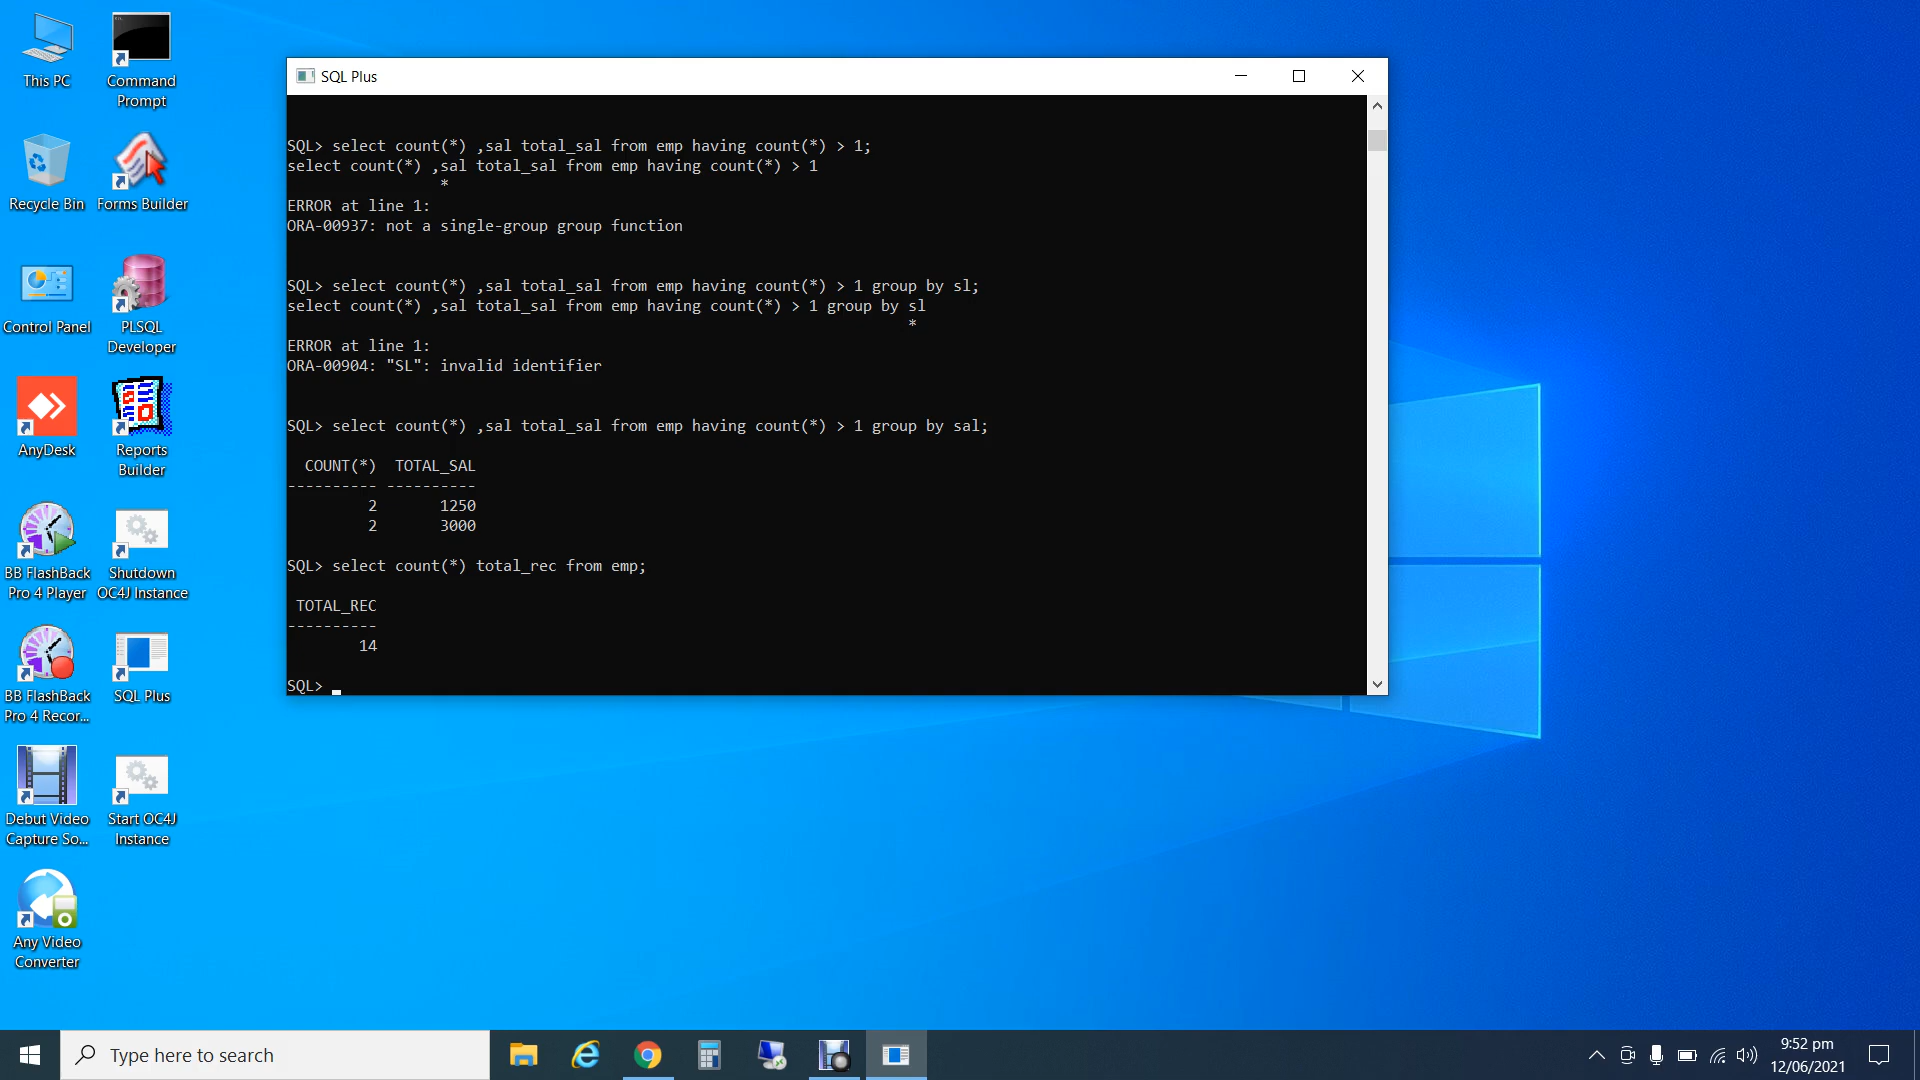 This PC
Command
Prompt
Recycle Bin
Forms Builder
Control Panel
PLSQL
Developer
AnyDesk
Reports
Builder
BB FlashBack
Pro 4 Player
Shutdown
OC4J Instance
BB FlashBack
Pro 4 Recor...
SQL Plus
Debut Video
Capture So...
Start OC4J
Instance
Any Video
Converter
SQL Plus
SQL> select count(*) ,sal total_sal from emp having count(*) > 1;
select count(*) ,sal total_sal from emp having count(*) > 1
*
ERROR at line 1:
ORA-00937: not a single-group group function
SQL> select count(*) ,sal total_sal from emp having count(*) > 1 group by sl;
select count(*) ,sal total_sal from emp having count(*) > 1 group by sl
*
ERROR at line 1:
ORA-00904: "SL": invalid identifier
SQL> select count(*) ,sal total_sal from emp having count(*) > 1 group by sal;
COUNT(*) TOTAL_SAL
---------- ----------
2 1250
2 3000
SQL> select count(*) total_rec from emp;
TOTAL_REC
----------
14
SQL> _
Type here to search
9:52 pm
12/06/2021